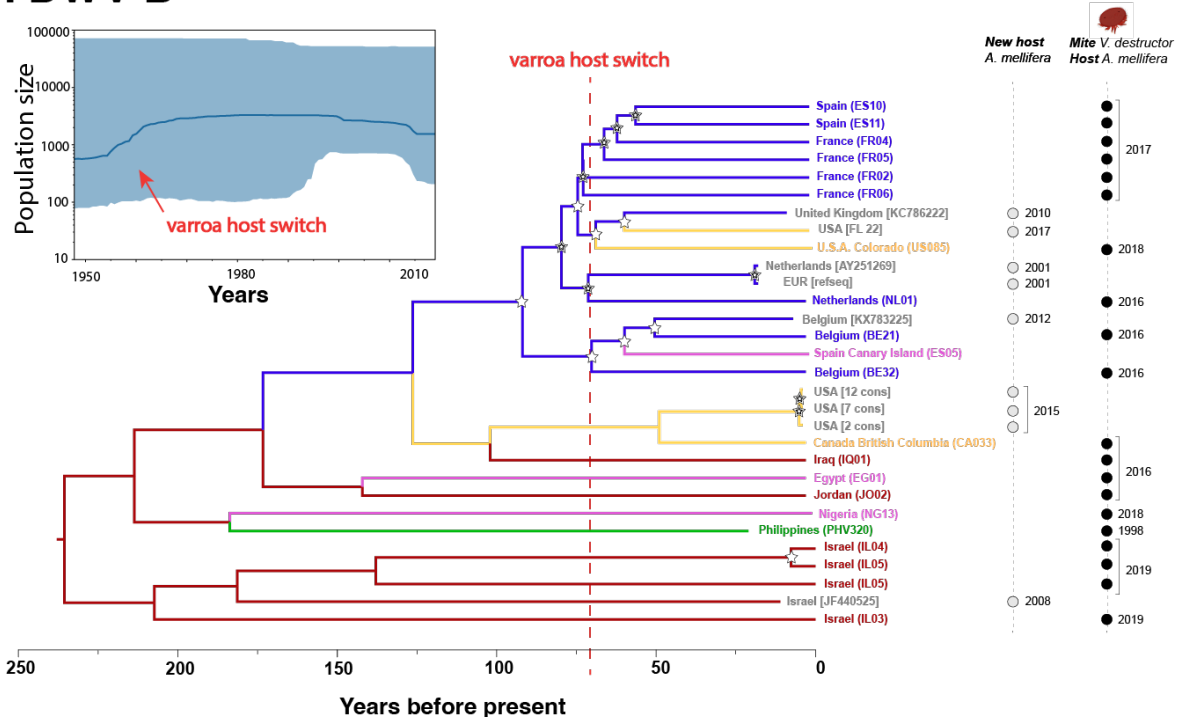 100000
10000
1000
100
10
Population size
1950
1980
2010
Years
varroa host switch
varroa host switch
New host
A. mellifera
Mite V. destructor
Host A. mellifera
Spain (ES10)
Spain (ES11)
France (FR04)
France (FR05)
France (FR02)
France (FR06)
2017
United Kingdom [KC786222]
2010
USA [FL 22]
2017
U.S.A. Colorado (US085)
2018
Netherlands [AY251269]
2001
EUR [refseq]
2001
Netherlands (NL01)
2016
Belgium [KX783225]
2012
Belgium (BE21)
2016
Spain Canary Island (ES05)
Belgium (BE32)
2016
USA [12 cons]
USA [7 cons]
USA [2 cons]
2015
Canada British Columbia (CA033)
Iraq (IQ01)
Egypt (EG01)
Jordan (JO02)
2016
Nigeria (NG13)
2018
Philippines (PHV320)
1998
Israel (IL04)
Israel (IL05)
Israel (IL05)
2019
Israel [JF440525]
2008
Israel (IL03)
2019
250
200
150
100
50
0
Years before present